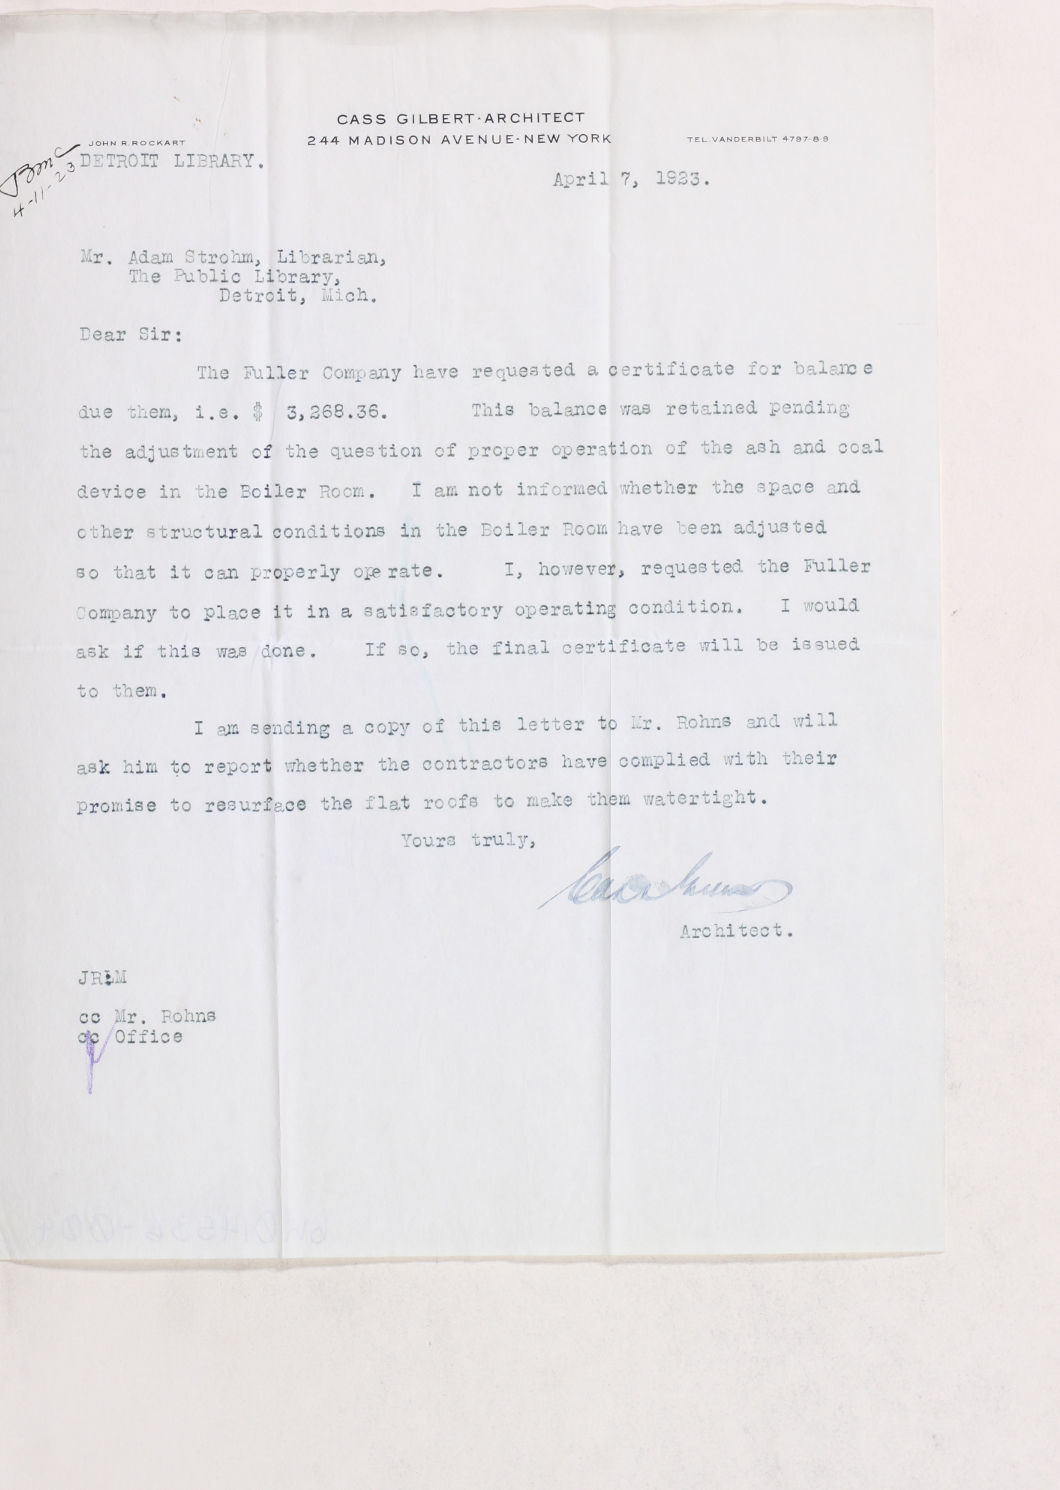 CASS GILBERT·ARCHITECT
244 MADISON AVENUE-NEW YORK
JOHN R. ROCKART
TEL. VANDERBILT 4797-8-9
BMC
4-11-23
DETROIT LIBRARY.
April 7, 1923.
Mr. Adam Strohm, Librarian,
The Public Library,
Detroit, Mich.
Dear Sir:
The Fuller Company have requested a certificate for balance
due them, i.e. $ 3,268.36. This balance was retained pending
the adjustment of the question of proper operation of the ash and coal
device in the Boiler Room. I am not informed whether the space and
other structural conditions in the Boiler Room have been adjusted
so that it can properly operate. I, however, requested the Fuller
Company to place it in a satisfactory operating condition. I would
ask if this was done. If so, the final certificate will be issued
to them.
I am sending a copy of this letter to Mr. Rohns and will
ask him to report whether the contractors have complied with their
promise to resurface the flat roofs to make them watertight.
Yours truly,
Cass Gilbert
Architect.
cc Mr. Rohns
cc Office